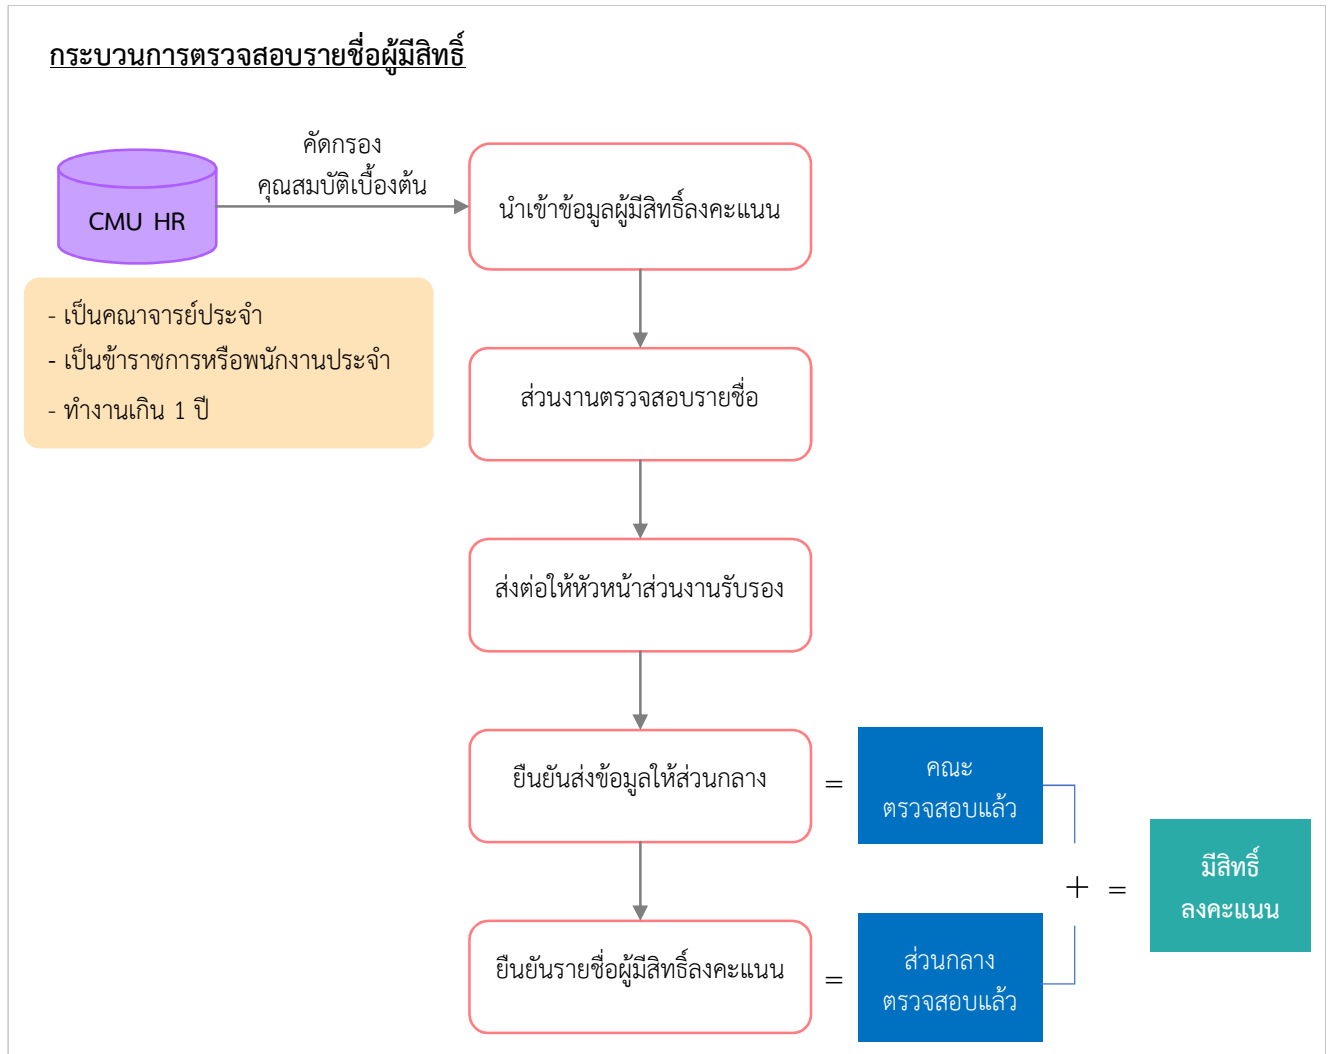 กระบวนการตรวจสอบรายชื่อผู้มีสิทธิ์
คัดกรอง
คุณสมบัติเบื้องต้น
CMU HR
นำเข้าข้อมูลผู้มีสิทธิ์ลงคะแนน
- เป็นคณาจารย์ประจำ
- เป็นข้าราชการหรือพนักงานประจำ
- ทำงานเกิน 1 ปี
ส่วนงานตรวจสอบรายชื่อ
ส่งต่อให้หัวหน้าส่วนงานรับรอง
ยืนยันส่งข้อมูลให้ส่วนกลาง
=
คณะ
ตรวจสอบแล้ว
+ =
มีสิทธิ์
ลงคะแนน
ยืนยันรายชื่อผู้มีสิทธิ์ลงคะแนน
=
ส่วนกลาง
ตรวจสอบแล้ว